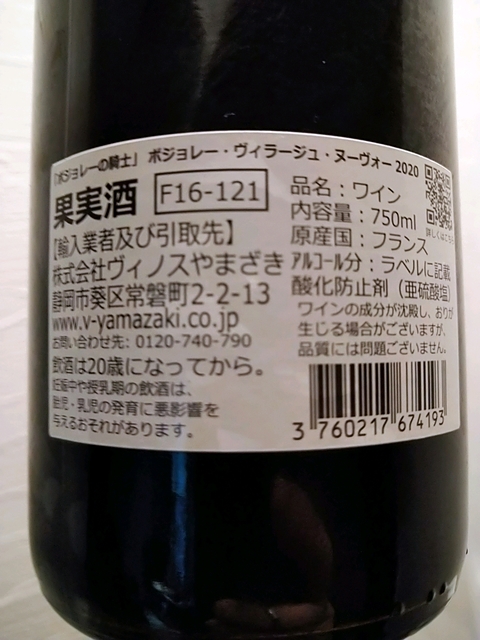 「ボジョレーの騎士」 ボジョレー・ヴィラージュ・ヌーヴォー 2020
果実酒 F16-121
【輸入業者及び引取先】
株式会社ヴィノスやまざき
静岡市葵区常磐町2-2-13
www.v-yamazaki.co.jp
お問い合わせ先: 0120-740-790
飲酒は20歳になってから。
妊娠中や授乳期の飲酒は、
胎児・乳児の発育に悪影響を
与えるおそれがあります。
品名：ワイン
内容量：750ml
詳しくはこちら
原産国：フランス
アルコール分：ラベルに記載
酸化防止剤（亜硫酸塩）
ワインの成分が沈殿し、おりが
生じる場合がございますが、
品質には問題ございません。
3 760217 674193